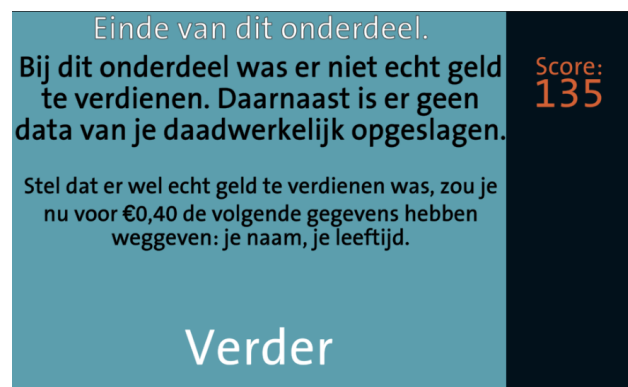 Einde van dit onderdeel.
Bij dit onderdeel was er niet echt geld
te verdienen. Daarnaast is er geen
data van je daadwerkelijk opgeslagen.
Stel dat er wel echt geld te verdienen was, zou je
nu voor €0,40 de volgende gegevens hebben
weggeven: je naam, je leeftijd.
Verder
Score:
135